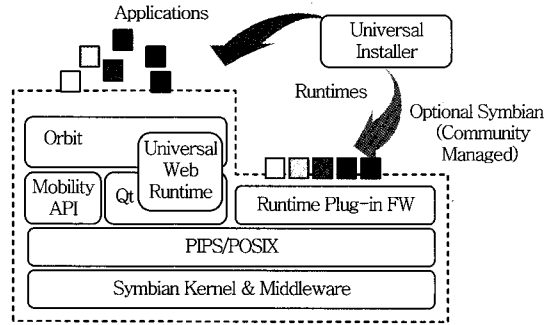 Applications
Universal
Installer
Runtimes
Optional Symbian
(Community
Managed)
Orbit
Universal
Web
Runtime
Mobility
API
Qt
Runtime Plug-in FW
PIPS/POSIX
Symbian Kernel & Middleware